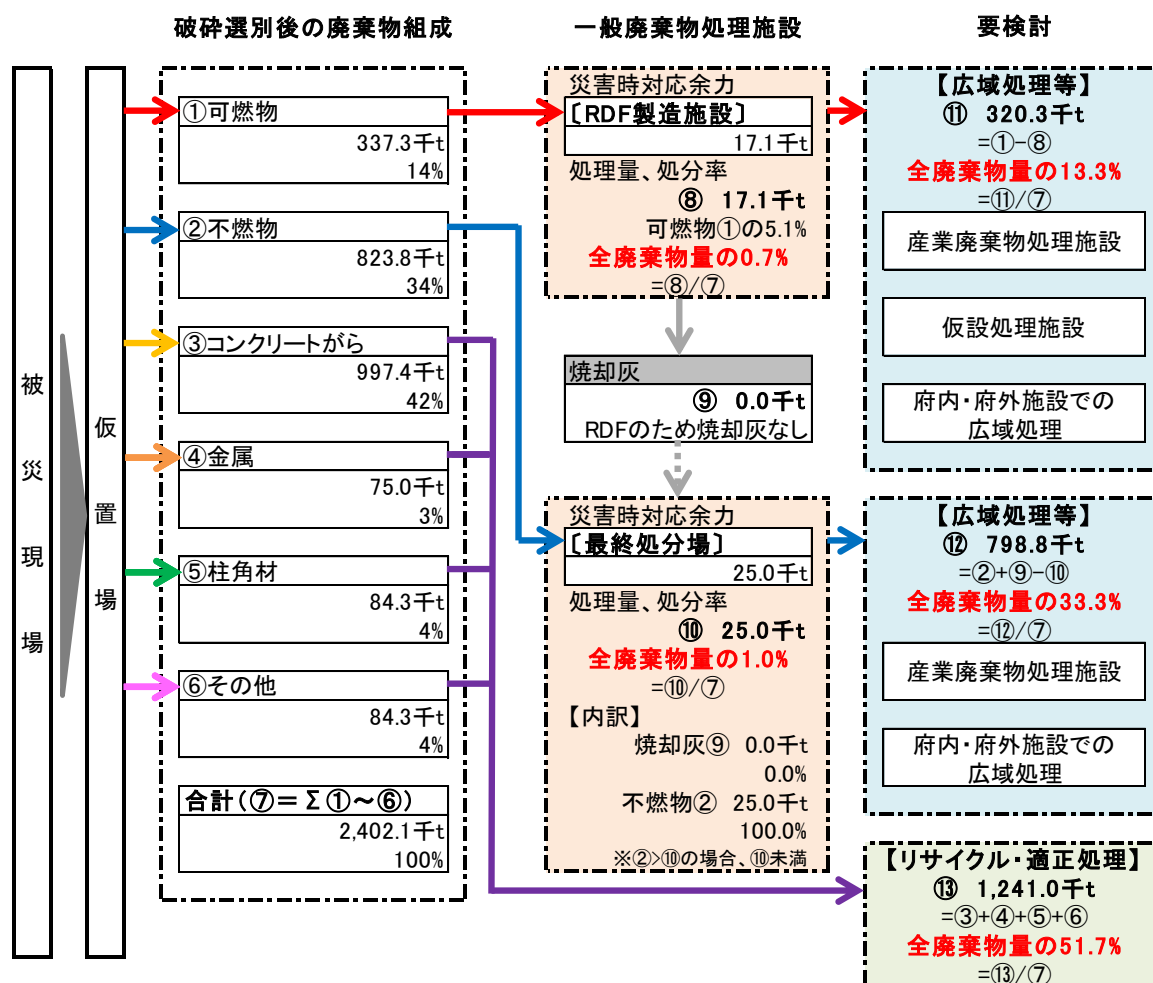 破砕選別後の廃棄物組成
一般廃棄物処理施設
要検討
被災現場
仮置場
①可燃物
337.3千t
14%
②不燃物
823.8千t
34%
③コンクリートがら
997.4千t
42%
④金属
75.0千t
3%
⑤柱角材
84.3千t
4%
⑥その他
84.3千t
4%
合計(⑦=Σ①～⑥)
2,402.1千t
100%
災害時対応余力
〔RDF製造施設〕
17.1千t
処理量、処分率
⑧ 17.1千t
可燃物①の5.1%
全廃棄物量の0.7%
=⑧/⑦
焼却灰
⑨ 0.0千t
RDFのため焼却灰なし
災害時対応余力
〔最終処分場〕
25.0千t
処理量、処分率
⑩ 25.0千t
全廃棄物量の1.0%
=⑩/⑦
【内訳】
焼却灰⑨ 0.0千t
0.0%
不燃物② 25.0千t
100.0%
※②>⑩の場合、⑩未満
【広域処理等】
⑪ 320.3千t
=①-⑧
全廃棄物量の13.3%
=⑪/⑦
産業廃棄物処理施設
仮設処理施設
府内・府外施設での
広域処理
【広域処理等】
⑫ 798.8千t
=②+⑨-⑩
全廃棄物量の33.3%
=⑫/⑦
産業廃棄物処理施設
府内・府外施設での
広域処理
【リサイクル・適正処理】
⑬ 1,241.0千t
=③+④+⑤+⑥
全廃棄物量の51.7%
=⑬/⑦